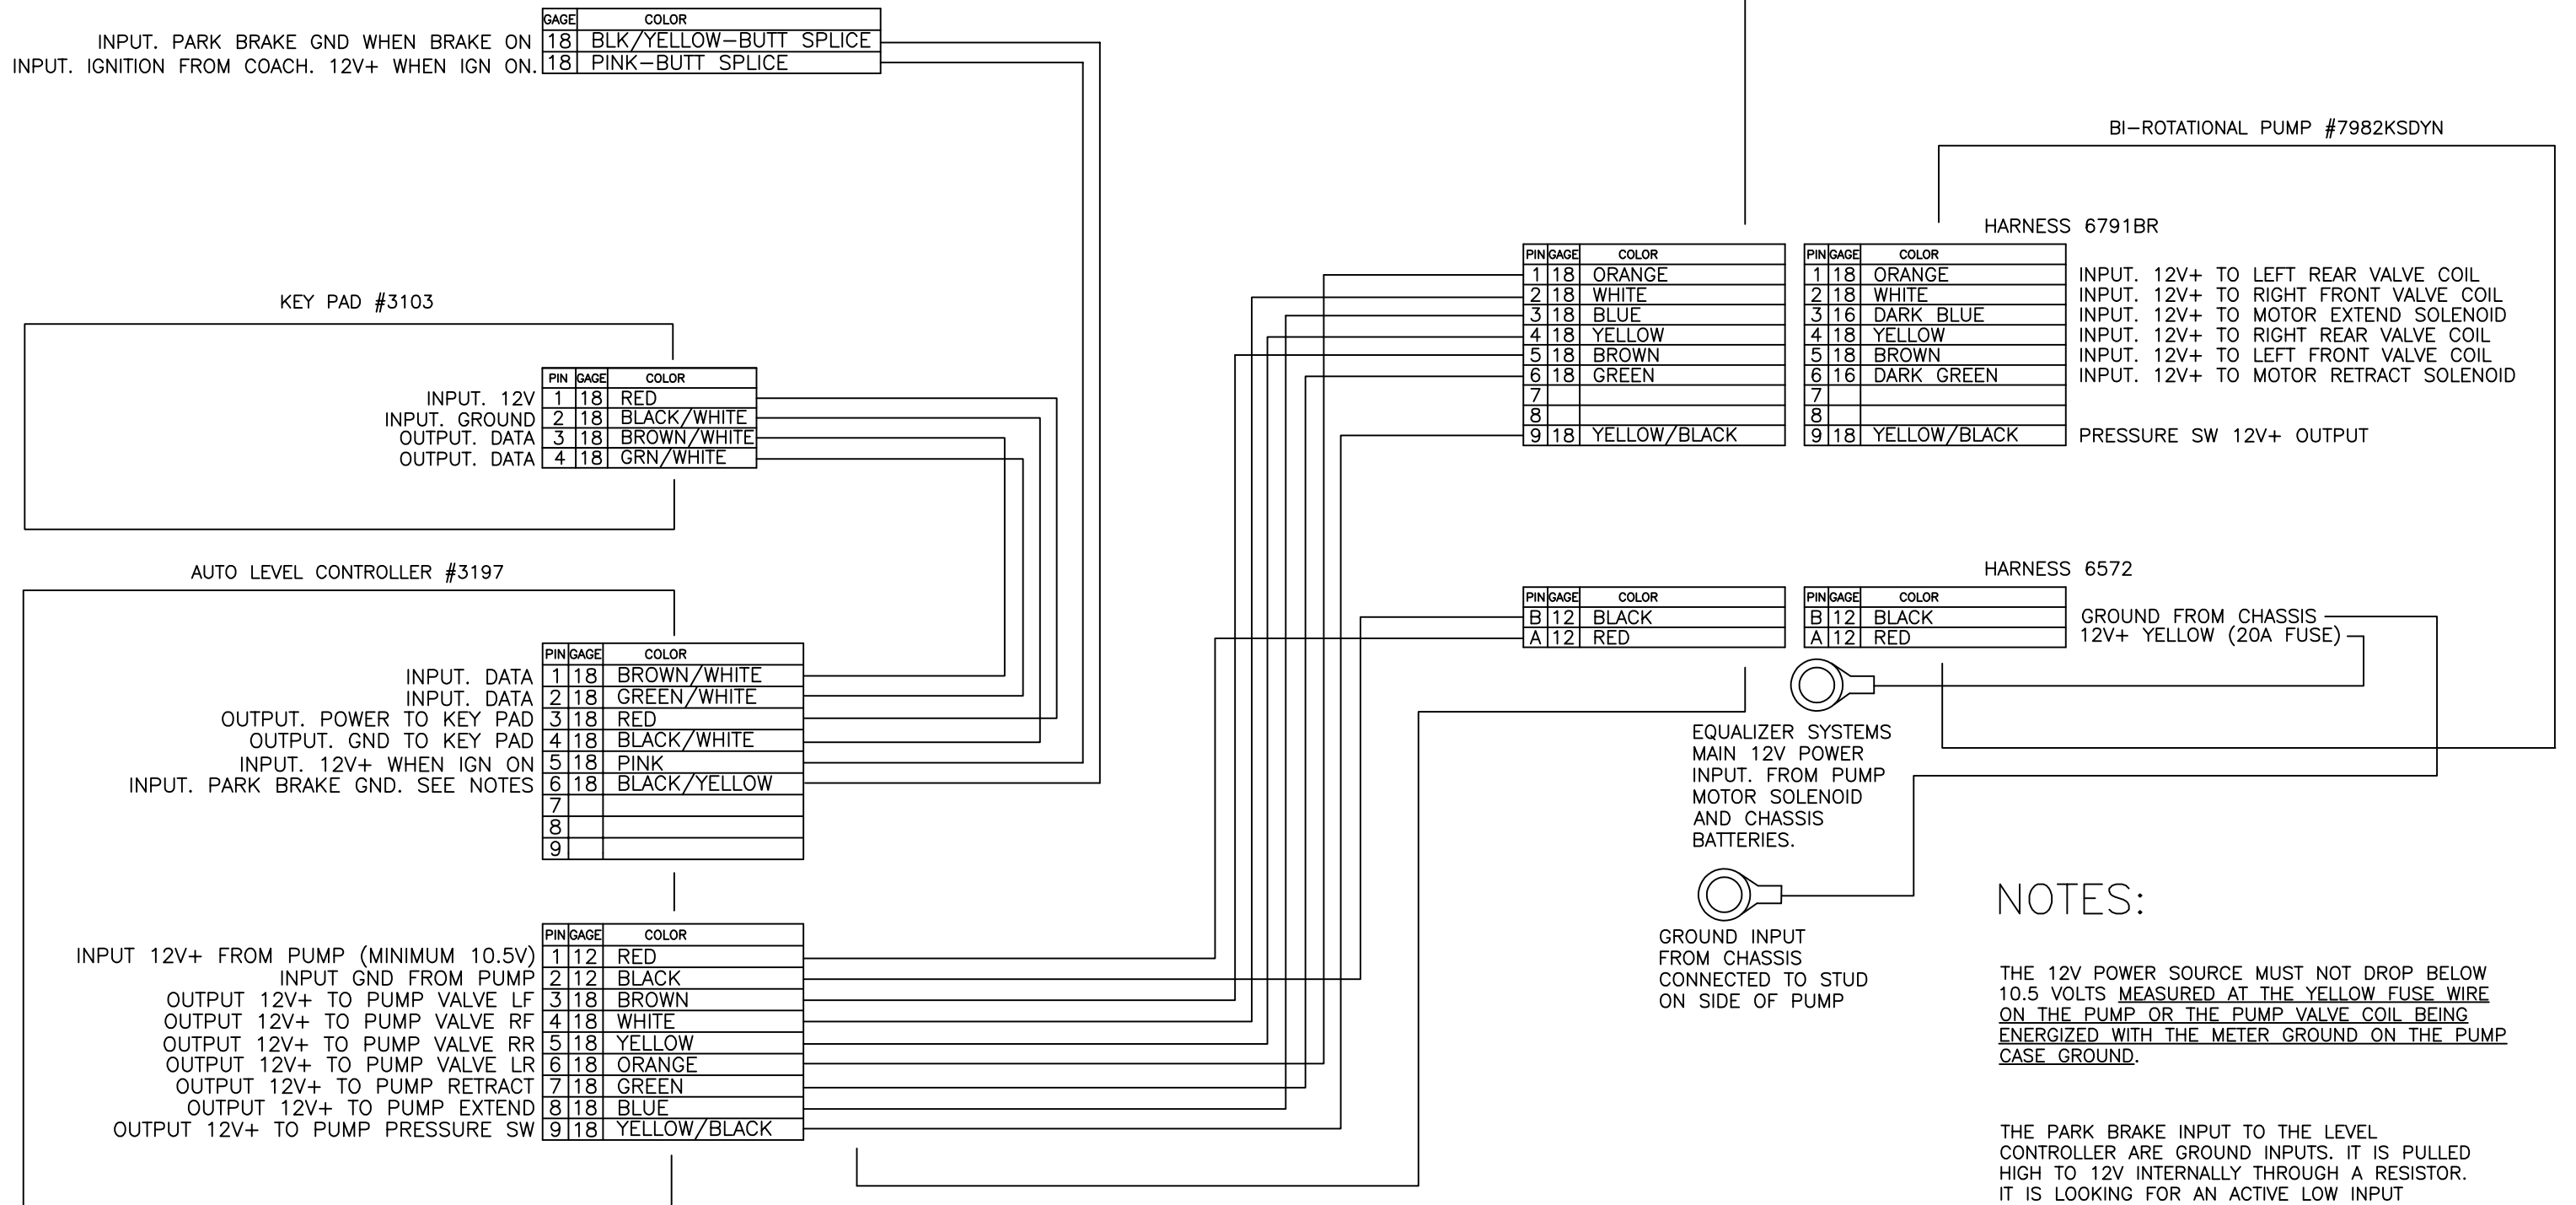 GAGE COLOR
INPUT. PARK BRAKE GND WHEN BRAKE ON 18 BLK/YELLOW-BUTT SPLICE
INPUT. IGNITION FROM COACH. 12V+ WHEN IGN ON. 18 PINK-BUTT SPLICE
KEY PAD #3103
PIN GAGE COLOR
INPUT. 12V 1 18 RED
INPUT. GROUND 2 18 BLACK/WHITE
OUTPUT. DATA 3 18 BROWN/WHITE
OUTPUT. DATA 4 18 GRN/WHITE
AUTO LEVEL CONTROLLER #3197
PIN GAGE COLOR
INPUT. DATA 1 18 BROWN/WHITE
INPUT. DATA 2 18 GREEN/WHITE
OUTPUT. POWER TO KEY PAD 3 18 RED
OUTPUT. GND TO KEY PAD 4 18 BLACK/WHITE
INPUT. 12V+ WHEN IGN ON 5 18 PINK
INPUT. PARK BRAKE GND. SEE NOTES 6 18 BLACK/YELLOW
7
8
9
PIN GAGE COLOR
INPUT 12V+ FROM PUMP (MINIMUM 10.5V) 1 12 RED
INPUT GND FROM PUMP 2 12 BLACK
OUTPUT 12V+ TO PUMP VALVE LF 3 18 BROWN
OUTPUT 12V+ TO PUMP VALVE RF 4 18 WHITE
OUTPUT 12V+ TO PUMP VALVE RR 5 18 YELLOW
OUTPUT 12V+ TO PUMP VALVE LR 6 18 ORANGE
OUTPUT 12V+ TO PUMP RETRACT 7 18 GREEN
OUTPUT 12V+ TO PUMP EXTEND 8 18 BLUE
OUTPUT 12V+ TO PUMP PRESSURE SW 9 18 YELLOW/BLACK
BI-ROTATIONAL PUMP #7982KSDYN
HARNESS 6791BR
PIN GAGE COLOR
1 18 ORANGE
2 18 WHITE
3 18 BLUE
4 18 YELLOW
5 18 BROWN
6 18 GREEN
7
8
9 18 YELLOW/BLACK
PIN GAGE COLOR
1 18 ORANGE INPUT. 12V+ TO LEFT REAR VALVE COIL
2 18 WHITE INPUT. 12V+ TO RIGHT FRONT VALVE COIL
3 16 DARK BLUE INPUT. 12V+ TO MOTOR EXTEND SOLENOID
4 18 YELLOW INPUT. 12V+ TO RIGHT REAR VALVE COIL
5 18 BROWN INPUT. 12V+ TO LEFT FRONT VALVE COIL
6 16 DARK GREEN INPUT. 12V+ TO MOTOR RETRACT SOLENOID
7
8
9 18 YELLOW/BLACK PRESSURE SW 12V+ OUTPUT
HARNESS 6572
PIN GAGE COLOR
B 12 BLACK
A 12 RED
PIN GAGE COLOR
B 12 BLACK GROUND FROM CHASSIS
A 12 RED 12V+ YELLOW (20A FUSE)
EQUALIZER SYSTEMS
MAIN 12V POWER
INPUT. FROM PUMP
MOTOR SOLENOID
AND CHASSIS
BATTERIES.
GROUND INPUT
FROM CHASSIS
CONNECTED TO STUD
ON SIDE OF PUMP
NOTES:
THE 12V POWER SOURCE MUST NOT DROP BELOW
10.5 VOLTS MEASURED AT THE YELLOW FUSE WIRE
ON THE PUMP OR THE PUMP VALVE COIL BEING
ENERGIZED WITH THE METER GROUND ON THE PUMP
CASE GROUND.
THE PARK BRAKE INPUT TO THE LEVEL
CONTROLLER ARE GROUND INPUTS. IT IS PULLED
HIGH TO 12V INTERNALLY THROUGH A RESISTOR.
IT IS LOOKING FOR AN ACTIVE LOW INPUT